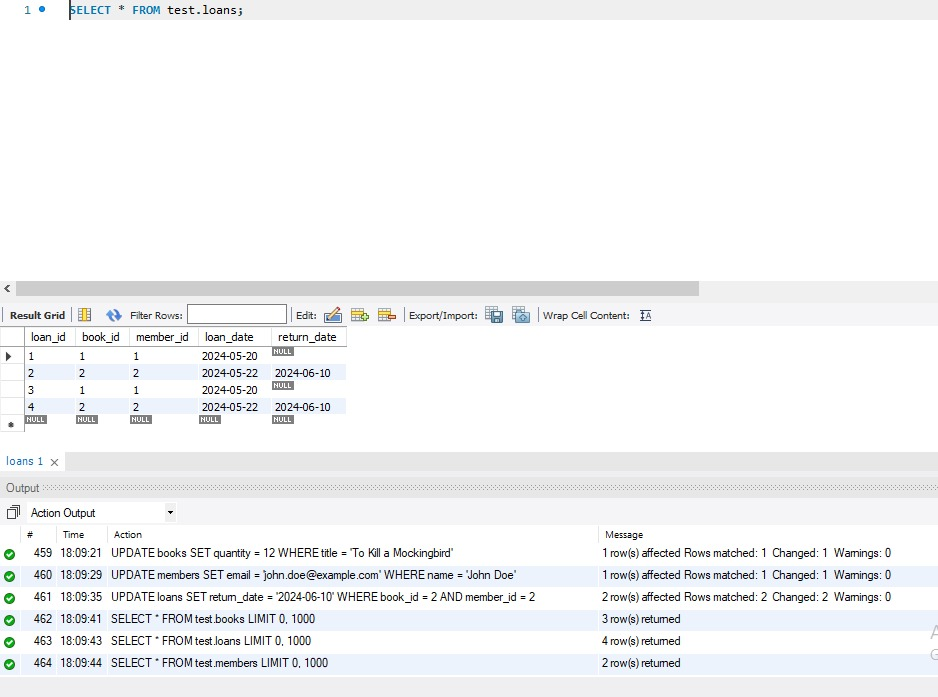 1 SELECT * FROM test.loans;
Result Grid Filter Rows: Edit: Export/Import: Wrap Cell Content:
loan_id book_id member_id loan_date return_date
1 1 1 2024-05-20 NULL
2 2 2 2024-05-22 2024-06-10
3 1 1 2024-05-20 NULL
4 2 2 2024-05-22 2024-06-10
NULL NULL NULL NULL NULL
loans 1
Output
Action Output
# Time Action Message
459 18:09:21 UPDATE books SET quantity = 12 WHERE title = 'To Kill a Mockingbird' 1 row(s) affected Rows matched: 1 Changed: 1 Warnings: 0
460 18:09:29 UPDATE members SET email = 'john.doe@example.com' WHERE name = 'John Doe' 1 row(s) affected Rows matched: 1 Changed: 1 Warnings: 0
461 18:09:35 UPDATE loans SET return_date = '2024-06-10' WHERE book_id = 2 AND member_id = 2 2 row(s) affected Rows matched: 2 Changed: 2 Warnings: 0
462 18:09:41 SELECT * FROM test.books LIMIT 0, 1000 3 row(s) returned
463 18:09:43 SELECT * FROM test.loans LIMIT 0, 1000 4 row(s) returned
464 18:09:44 SELECT * FROM test.members LIMIT 0, 1000 2 row(s) returned